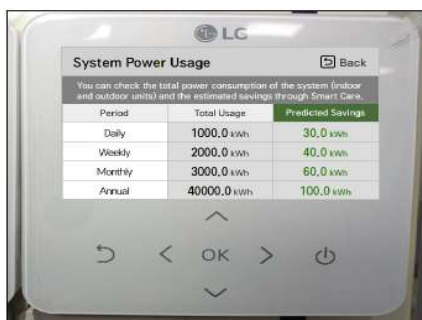 LG
System Power Usage
Back
You can check the total power consumption of the system (indoor
and outdoor units) and the estimated savings through Smart Care.
Period Total Usage Predicted Savings
Daily 1000.0 kWh 30.0 kWh
Weekly 2000.0 kWh 40.0 kWh
Monthly 3000.0 kWh 60.0 kWh
Annual 40000.0 kWh 100.0 kWh
OK